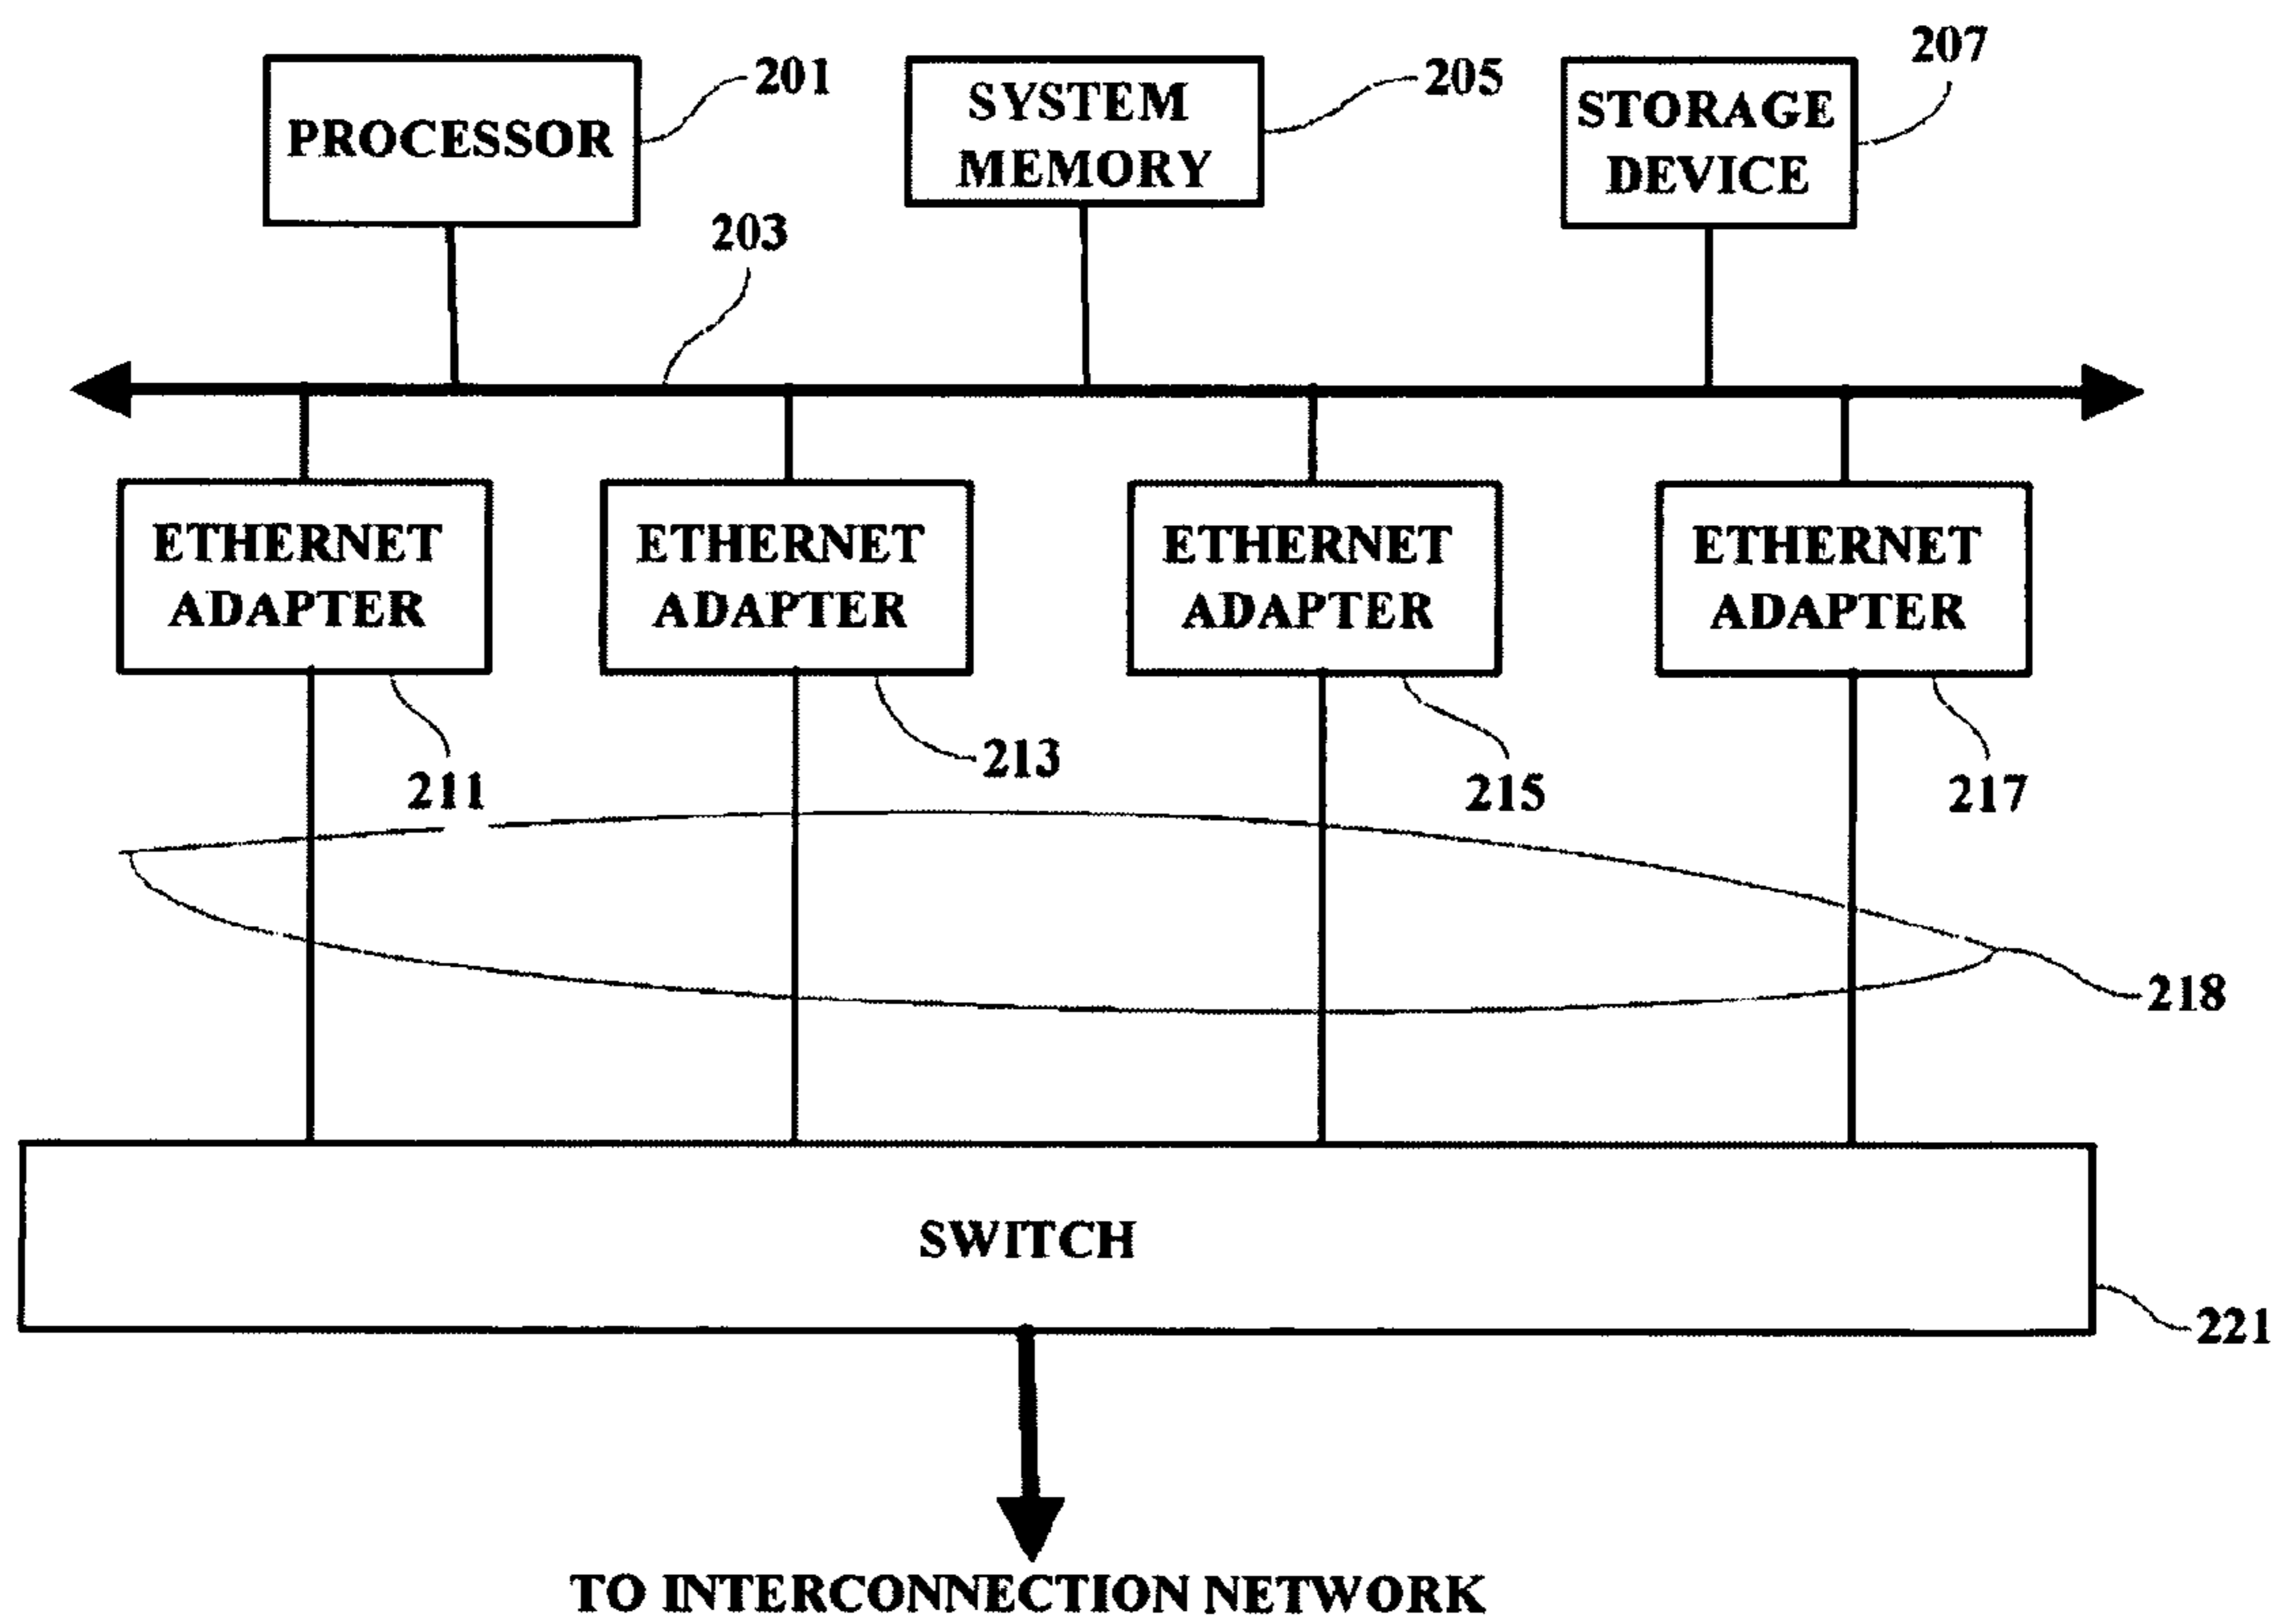 PROCESSOR
201
SYSTEM
MEMORY
205
STORAGE
DEVICE
207
203
ETHERNET
ADAPTER
ETHERNET
ADAPTER
ETHERNET
ADAPTER
ETHERNET
ADAPTER
211
213
215
217
218
SWITCH
221
TO INTERCONNECTION NETWORK